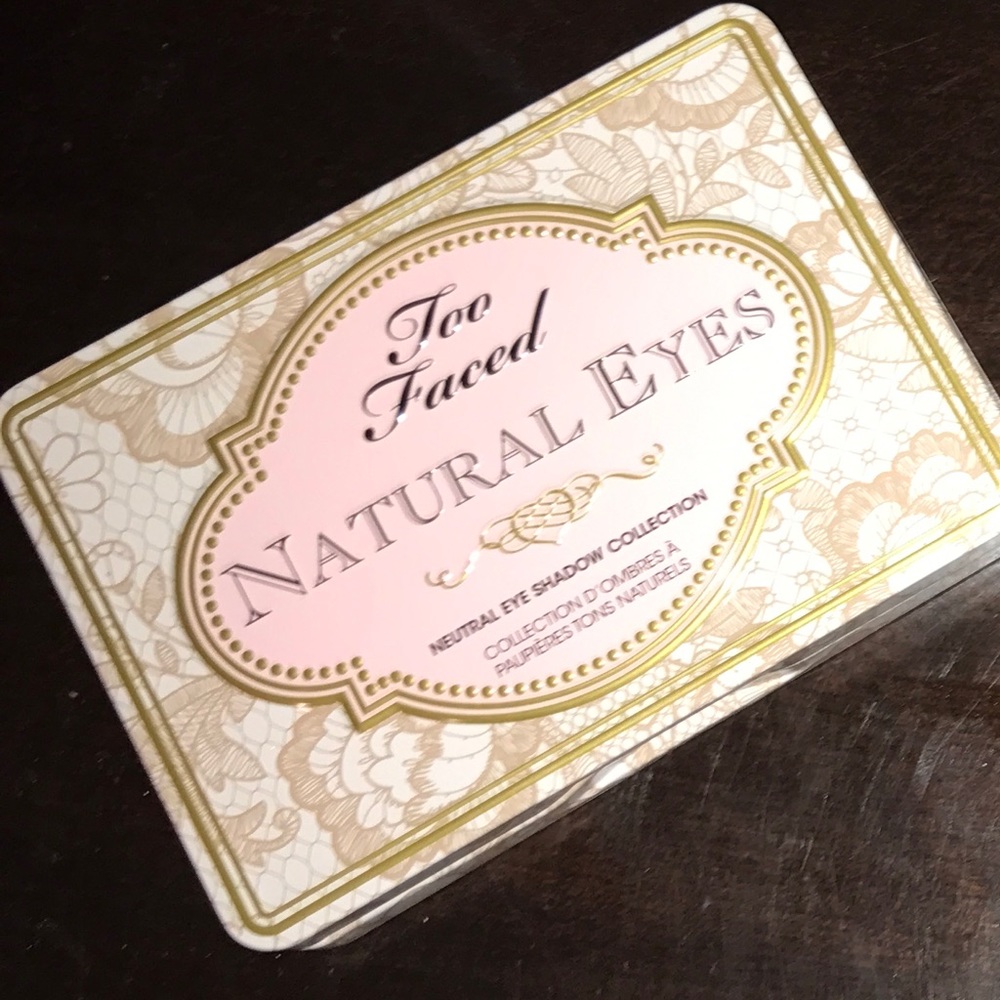 Too
Faced
NATURAL EYES
NEUTRAL EYE SHADOW COLLECTION
COLLECTION D'OMBRES À
PAUPIÈRES TONS NATURELS